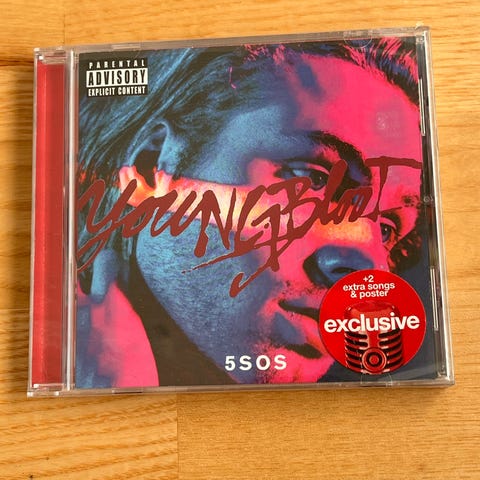 PARENTAL
ADVISORY
EXPLICIT CONTENT
YOUNGBLOOD
+2
extra songs
& poster
exclusive
5SOS